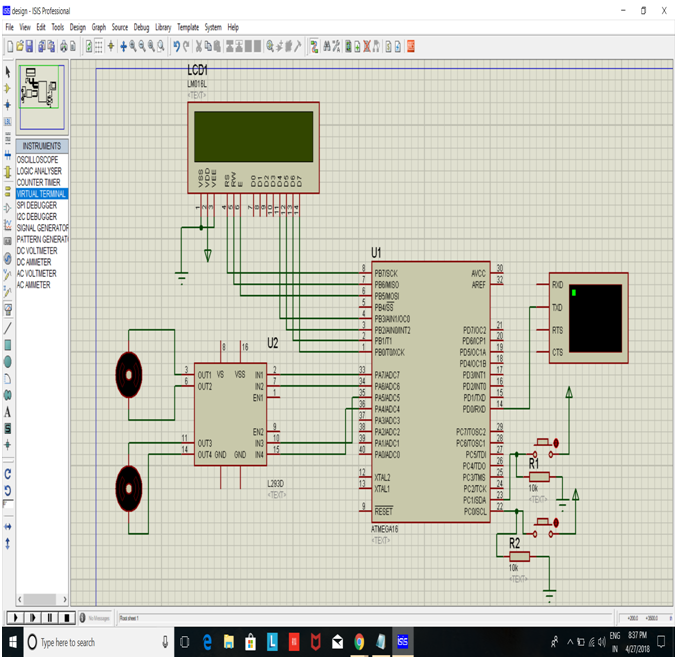 design - ISIS Professional
File View Edit Tools Design Graph Source Debug Library Template System Help
INSTRUMENTS
OSCILLOSCOPE
LOGIC ANALYSER
COUNTER TIMER
VIRTUAL TERMINAL
SPI DEBUGGER
I2C DEBUGGER
SIGNAL GENERATOR
PATTERN GENERATI
DC VOLTMETER
DC AMMETER
AC VOLTMETER
AC AMMETER
LCD1
LM016L
<TEXT>
VSS VDD VEE RS RW E D0 D1 D2 D3 D4 D5 D6 D7
1 2 3 4 5 6 7 8 9 10 11 12 13 14
U1
8 PB7/SCK AVCC 30
7 PB6/MISO AREF 32
6 PB5/MOSI
5 PB4/SS
4 PB3/AIN1/OC0
3 PB2/AIN0/INT2 PD7/OC2 21
2 PB1/T1 PD6/ICP1 20
1 PB0/T0/XCK PD5/OC1A 19
PD4/OC1B 18
33 PA7/ADC7 PD3/INT1 17
34 PA6/ADC6 PD2/INT0 16
35 PA5/ADC5 PD1/TXD 15
36 PA4/ADC4 PD0/RXD 14
37 PA3/ADC3
38 PA2/ADC2 PC7/TOSC2 29
39 PA1/ADC1 PC6/TOSC1 28
40 PA0/ADC0 PC5/TDI 27
PC4/TDO 26
12 XTAL2 PC3/TMS 25
13 XTAL1 PC2/TCK 24
PC1/SDA 23
9 RESET PC0/SCL 22
ATMEGA16
<TEXT>
RXD
TXD
RTS
CTS
U2
8 16
3 OUT1 VS VSS IN1 2
6 OUT2 IN2 7
EN1 1
EN2 9
11 OUT3 IN3 10
14 OUT4 GND GND IN4 15
L293D
<TEXT>
R1
10k
<TEXT>
R2
10k
<TEXT>
No Messages
Root sheet 1
Type here to search
ENG
IN
8:37 PM
4/27/2018